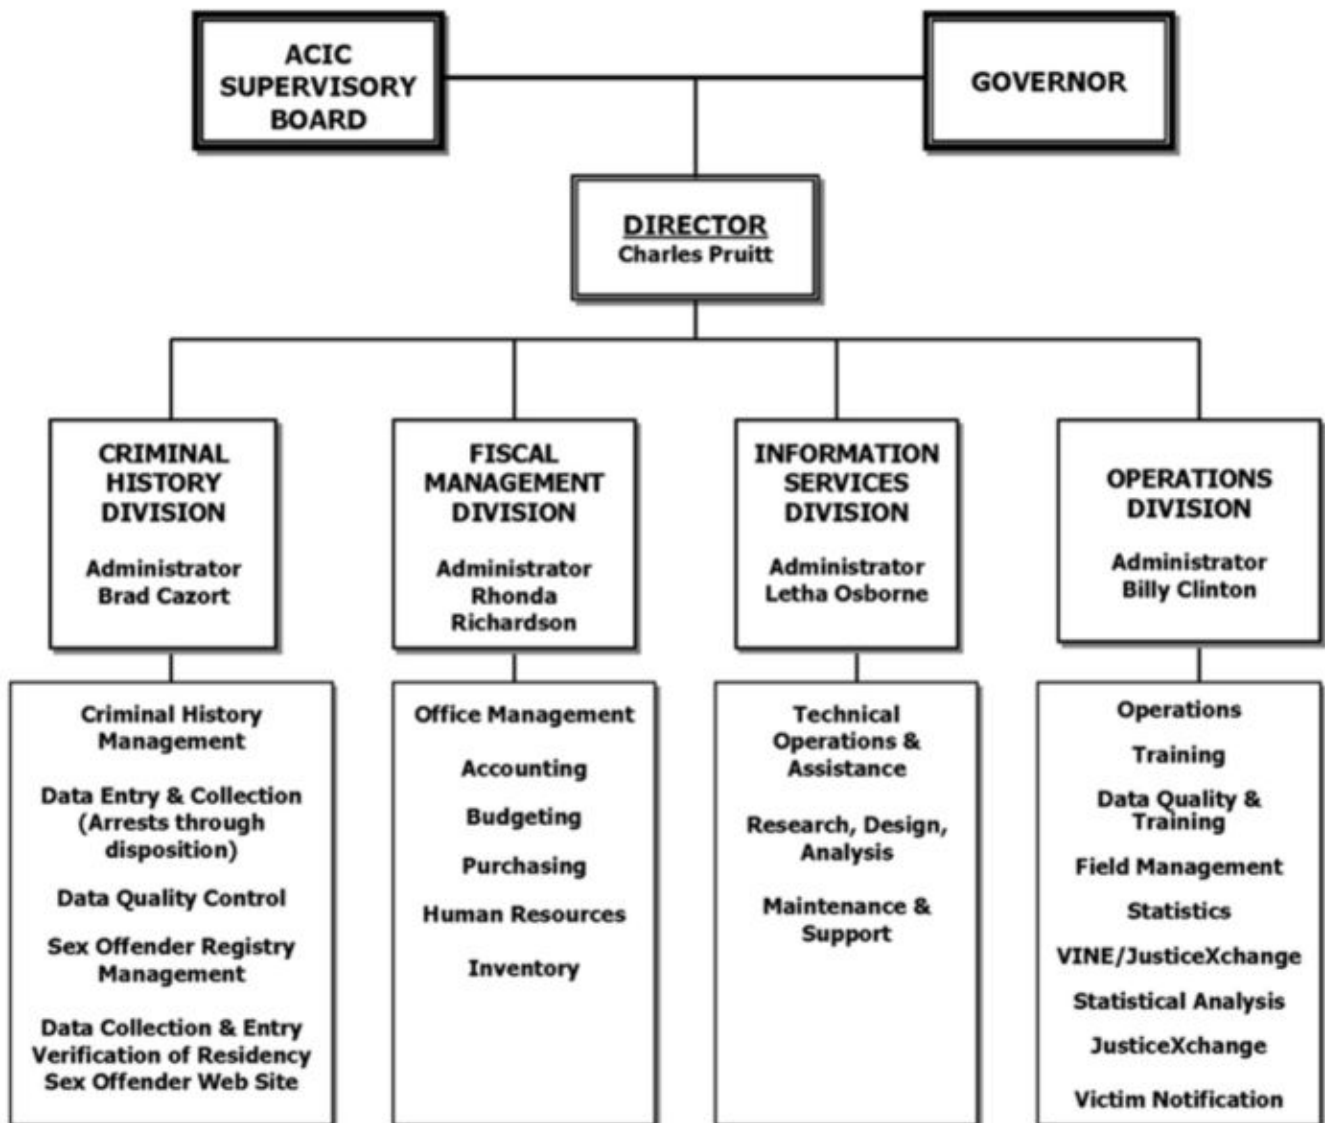 ACIC
SUPERVISORY
BOARD
GOVERNOR
DIRECTOR
Charles Pruitt
CRIMINAL
HISTORY
DIVISION
Administrator
Brad Cazort
FISCAL
MANAGEMENT
DIVISION
Administrator
Rhonda
Richardson
INFORMATION
SERVICES
DIVISION
Administrator
Letha Osborne
OPERATIONS
DIVISION
Administrator
Billy Clinton
Criminal History
Management
Data Entry & Collection
(Arrests through
disposition)
Data Quality Control
Sex Offender Registry
Management
Data Collection & Entry
Verification of Residency
Sex Offender Web Site
Office Management
Accounting
Budgeting
Purchasing
Human Resources
Inventory
Technical
Operations &
Assistance
Research, Design,
Analysis
Maintenance &
Support
Operations
Training
Data Quality &
Training
Field Management
Statistics
VINE/JusticeXchange
Statistical Analysis
JusticeXchange
Victim Notification